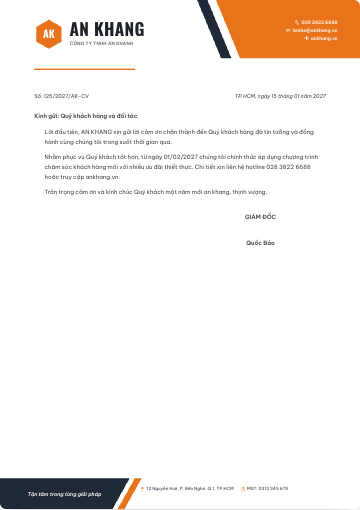 AK
AN KHANG
CÔNG TY TNHH AN KHANG
028 3822 6688
lienhe@ankhang.vn
ankhang.vn
Số: 125/2027/AK-CV
TP.HCM, ngày 15 tháng 01 năm 2027
Kính gửi: Quý khách hàng và đối tác
Lời đầu tiên, AN KHANG xin gửi lời cảm ơn chân thành đến Quý khách hàng đã tin tưởng và đồng
hành cùng chúng tôi trong suốt thời gian qua.
Nhằm phục vụ Quý khách tốt hơn, từ ngày 01/02/2027 chúng tôi chính thức áp dụng chương trình
chăm sóc khách hàng mới với nhiều ưu đãi thiết thực. Chi tiết xin liên hệ hotline 028 3822 6688
hoặc truy cập ankhang.vn.
Trân trọng cảm ơn và kính chúc Quý khách một năm mới an khang, thịnh vượng.
GIÁM ĐỐC
Quốc Bảo
Tận tâm trong từng giải pháp
12 Nguyễn Huệ, P. Bến Nghé, Q.1, TP.HCM
MST: 0312 345 678